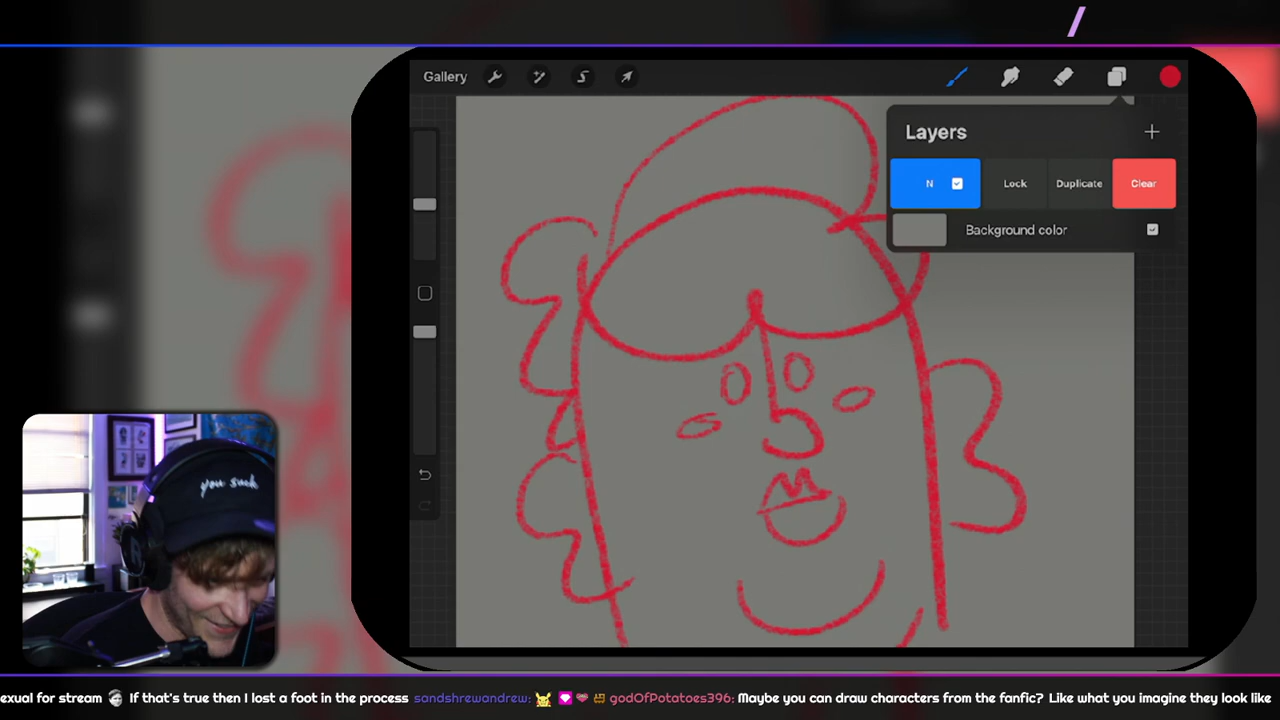 Gallery
Layers
N
Lock
Duplicate
Clear
Background color
you suck
exual for stream If that's true then I lost a foot in the process sandshrewandrew: godOfPotatoes396: Maybe you can draw characters from the fanfic? Like what you imagine they look like